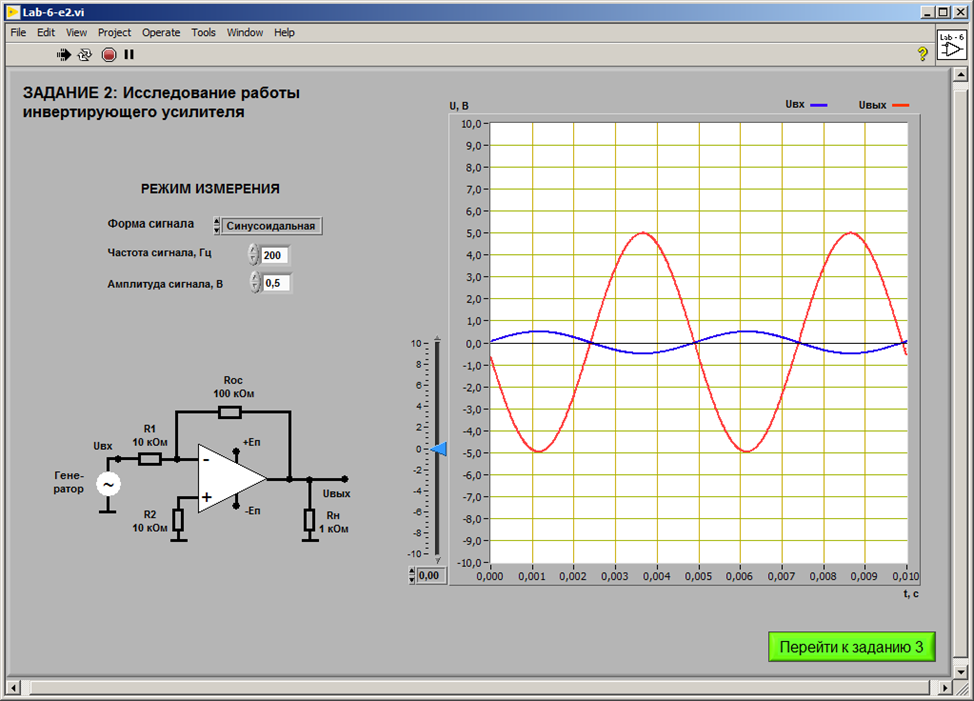 Lab-6-e2.vi
File Edit View Project Operate Tools Window Help
?
Lab - 6
ЗАДАНИЕ 2: Исследование работы
инвертирующего усилителя
РЕЖИМ ИЗМЕРЕНИЯ
Форма сигнала Синусоидальная
Частота сигнала, Гц 200
Амплитуда сигнала, В 0,5
Rос
100 кОм
R1
10 кОм
Uвх
+Еп
-
Гене-
ратор
~
+
-Еп
Uвых
R2
10 кОм
Rн
1 кОм
10
8
6
4
2
0
-2
-4
-6
-8
-10
0,00
U, В
Uвх Uвых
10,0
9,0
8,0
7,0
6,0
5,0
4,0
3,0
2,0
1,0
0,0
-1,0
-2,0
-3,0
-4,0
-5,0
-6,0
-7,0
-8,0
-9,0
-10,0
0,000 0,001 0,002 0,003 0,004 0,005 0,006 0,007 0,008 0,009 0,010
t, с
Перейти к заданию 3